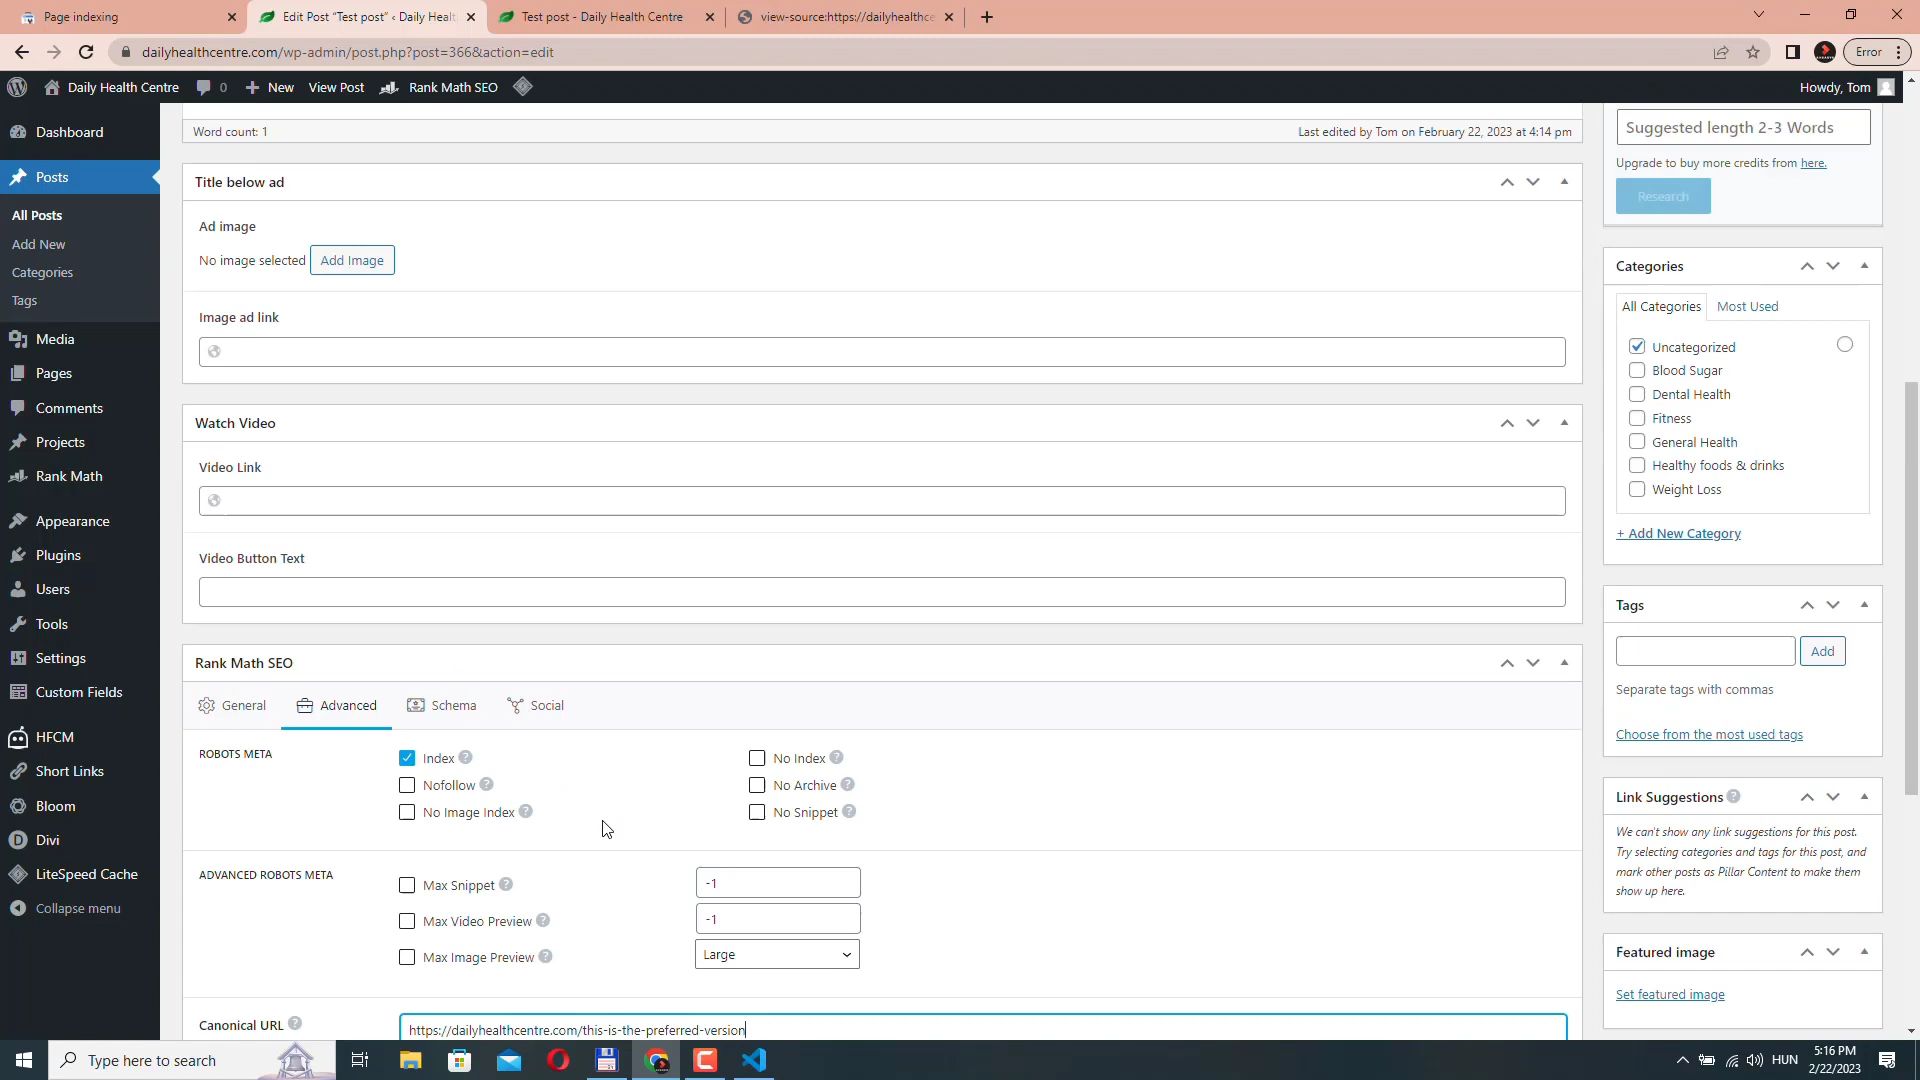 Page indexing
Edit Post “Test post” ‹ Daily Healt
Test post - Daily Health Centre
view-source:https://dailyhealthce
dailyhealthcentre.com/wp-admin/post.php?post=366&action=edit
Error
Daily Health Centre
0
New
View Post
Rank Math SEO
Howdy, Tom
Dashboard
Posts
All Posts
Add New
Categories
Tags
Media
Pages
Comments
Projects
Rank Math
Appearance
Plugins
Users
Tools
Settings
Custom Fields
HFCM
Short Links
Bloom
Divi
LiteSpeed Cache
Collapse menu
Word count: 1
Last edited by Tom on February 22, 2023 at 4:14 pm
Title below ad
Ad image
No image selected
Add Image
Image ad link
Watch Video
Video Link
Video Button Text
Rank Math SEO
General
Advanced
Schema
Social
ROBOTS META
Index
No Index
Nofollow
No Archive
No Image Index
No Snippet
ADVANCED ROBOTS META
Max Snippet
-1
Max Video Preview
-1
Max Image Preview
Large
Canonical URL
https://dailyhealthcentre.com/this-is-the-preferred-version
Suggested length 2-3 Words
Upgrade to buy more credits from here.
Research
Categories
All Categories
Most Used
Uncategorized
Blood Sugar
Dental Health
Fitness
General Health
Healthy foods & drinks
Weight Loss
+ Add New Category
Tags
Add
Separate tags with commas
Choose from the most used tags
Link Suggestions
We can't show any link suggestions for this post.
Try selecting categories and tags for this post, and
mark other posts as Pillar Content to make them
show up here.
Featured image
Set featured image
Type here to search
HUN
5:16 PM
2/22/2023